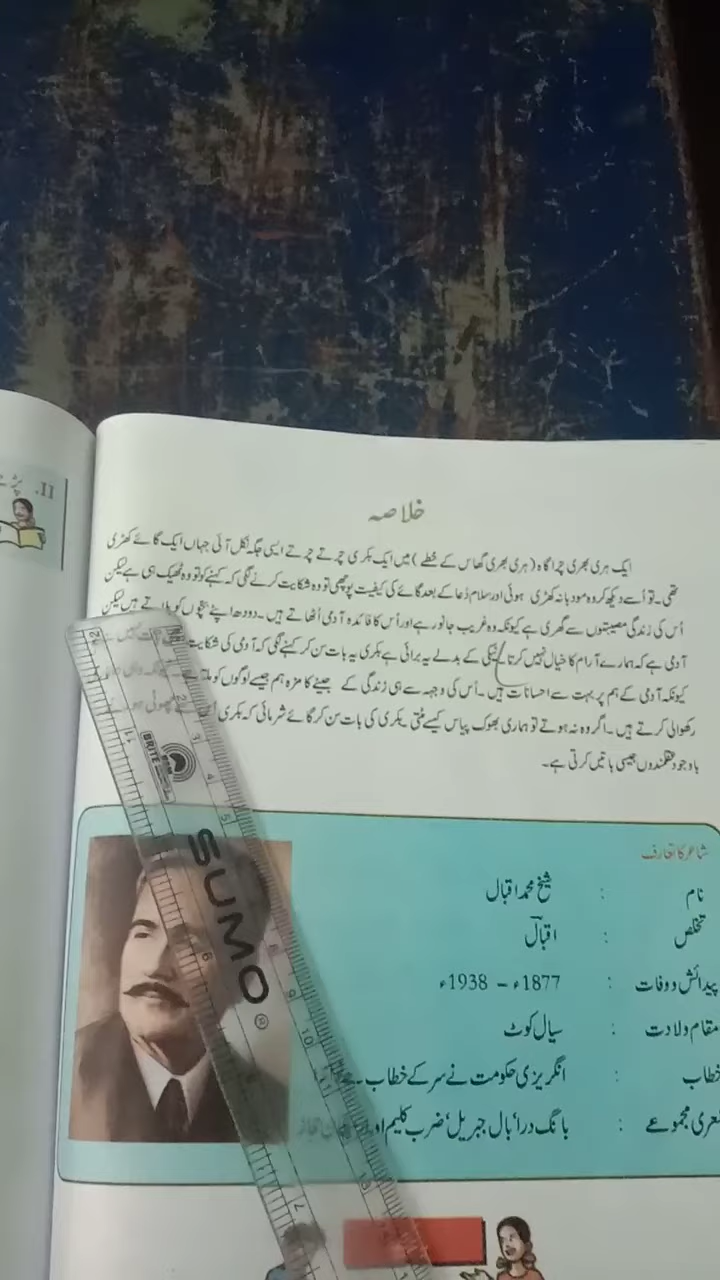 II.
خلاصہ
ایک ہری بھری چراگاہ (ہری بھری گھاس کے خطے) میں ایک بکری چرتے چرتے ایسی جگہ نکل آئی جہاں ایک گائے کھڑی
تھی۔ تو اُسے دیکھ کر وہ مودبانہ کھڑی ہوئی اور سلام دُعا کے بعد گائے کی کیفیت پوچھی تو وہ شکایت کرنے لگی کہ کہنے کو تو وہ ٹھیک ہی ہے لیکن
اُس کی زندگی مصیبتوں سے گھری ہے کیونکہ وہ غریب جانور ہے اور اُس کا فائدہ آدمی اُٹھاتے ہیں۔ دودھ اپنے بچّوں کو پلاتے ہیں لیکن
آدمی ہے کہ ہمارے آرام کا خیال نہیں کرتا نیکی کے بدلے یہ برائی ہے بکری یہ بات سن کر کہنے لگی کہ آدمی کی شکایت
کیونکہ آدمی کے ہم پر بہت سے احسانات ہیں۔ اُس کی وجہ سے ہی زندگی کے جینے کا مزہ ہم جیسے لوگوں کو
رکھوالی کرتے ہیں۔ اگر وہ نہ ہوتے تو ہماری بھوک پیاس کیسے مٹتی۔ بکری کی بات سن کر گائے شرمائی کہ بکری
باوجود عقلمندوں جیسی باتیں کرتی ہے۔
شاعر کا تعارف
نام : شیخ محمد اقبال
تخلص : اقبالؔ
پیدائش و وفات : 1877ء – 1938ء
مقام ولادت : سیال کوٹ
خطاب : انگریزی حکومت نے سر کے خطاب
شعری مجموعے : بانگ درا، بال جبریل، ضرب کلیم
BRITE
SUMO